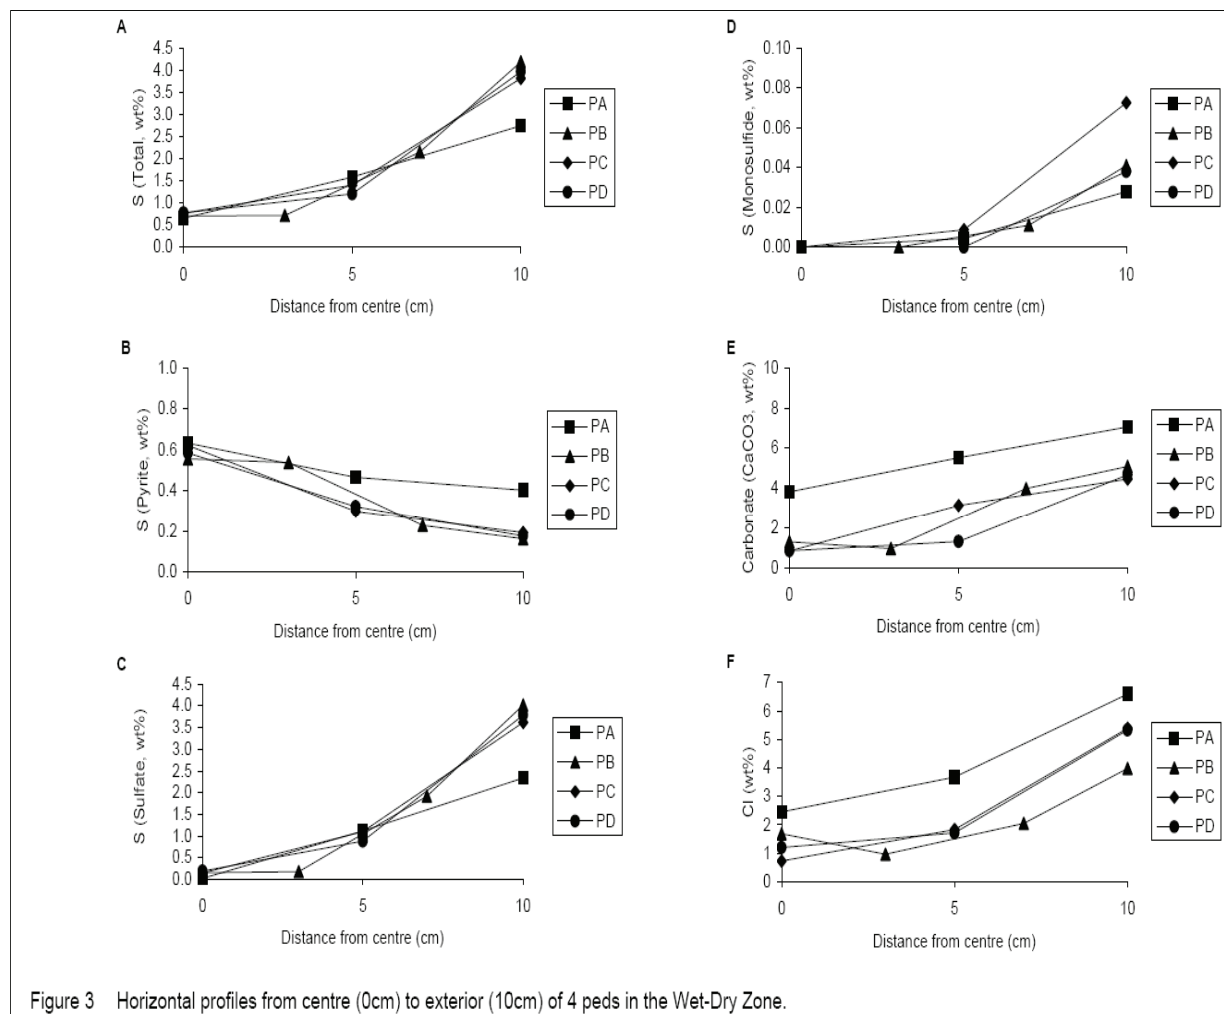 A
S (Total, wt%)
4.5
4.0
3.5
3.0
2.5
2.0
1.5
1.0
0.5
0.0
0 5 10
Distance from centre (cm)
PA
PB
PC
PD
D
S (Monosulfide, wt%)
0.10
0.08
0.06
0.04
0.02
0.00
0 5 10
Distance from centre (cm)
PA
PB
PC
PD
B
S (Pyrite, wt%)
1.0
0.8
0.6
0.4
0.2
0.0
0 5 10
Distance from centre (cm)
PA
PB
PC
PD
E
Carbonate (CaCO3, wt%)
10
8
6
4
2
0
0 5 10
Distance from centre (cm)
PA
PB
PC
PD
C
S (Sulfate, wt%)
4.5
4.0
3.5
3.0
2.5
2.0
1.5
1.0
0.5
0.0
0 5 10
Distance from centre (cm)
PA
PB
PC
PD
F
Cl (wt%)
7
6
5
4
3
2
1
0
0 5 10
Distance from centre (cm)
PA
PB
PC
PD
Figure 3 Horizontal profiles from centre (0cm) to exterior (10cm) of 4 peds in the Wet-Dry Zone.